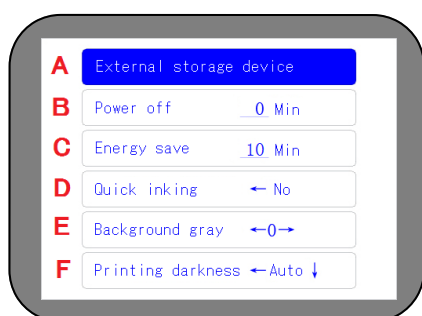 A External storage device
B Power off 0 Min
C Energy save 10 Min
D Quick inking ← No
E Background gray ←0→
F Printing darkness ←Auto ↓